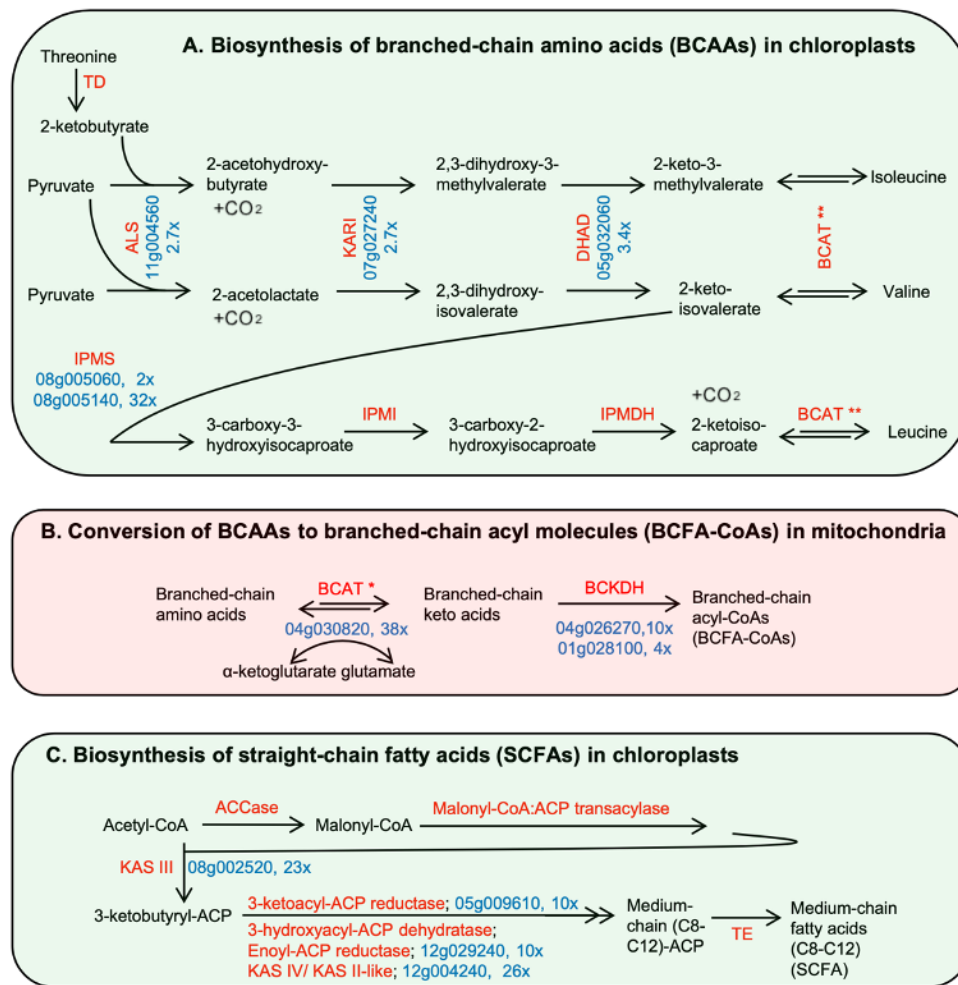 A. Biosynthesis of branched-chain amino acids (BCAAs) in chloroplasts
Threonine
TD
2-ketobutyrate
Pyruvate
2-acetohydroxy-
butyrate
+CO2
2,3-dihydroxy-3-
methylvalerate
2-keto-3-
methylvalerate
Isoleucine
ALS
11g004560
2.7x
KARI
07g027240
2.7x
DHAD
05g032060
3.4x
BCAT **
Pyruvate
2-acetolactate
+CO2
2,3-dihydroxy-
isovalerate
2-keto-
isovalerate
Valine
IPMS
08g005060, 2x
08g005140, 32x
3-carboxy-3-
hydroxyisocaproate
IPMI
3-carboxy-2-
hydroxyisocaproate
IPMDH
+CO2
2-ketoiso-
caproate
BCAT **
Leucine
B. Conversion of BCAAs to branched-chain acyl molecules (BCFA-CoAs) in mitochondria
Branched-chain
amino acids
BCAT *
04g030820, 38x
α-ketoglutarate glutamate
Branched-chain
keto acids
BCKDH
04g026270,10x
01g028100, 4x
Branched-chain
acyl-CoAs
(BCFA-CoAs)
C. Biosynthesis of straight-chain fatty acids (SCFAs) in chloroplasts
Acetyl-CoA
ACCase
Malonyl-CoA
Malonyl-CoA:ACP transacylase
KAS III
08g002520, 23x
3-ketobutyryl-ACP
3-ketoacyl-ACP reductase; 05g009610, 10x
3-hydroxyacyl-ACP dehydratase;
Enoyl-ACP reductase; 12g029240, 10x
KAS IV/ KAS II-like; 12g004240, 26x
Medium-
chain (C8-
C12)-ACP
TE
Medium-chain
fatty acids
(C8-C12)
(SCFA)